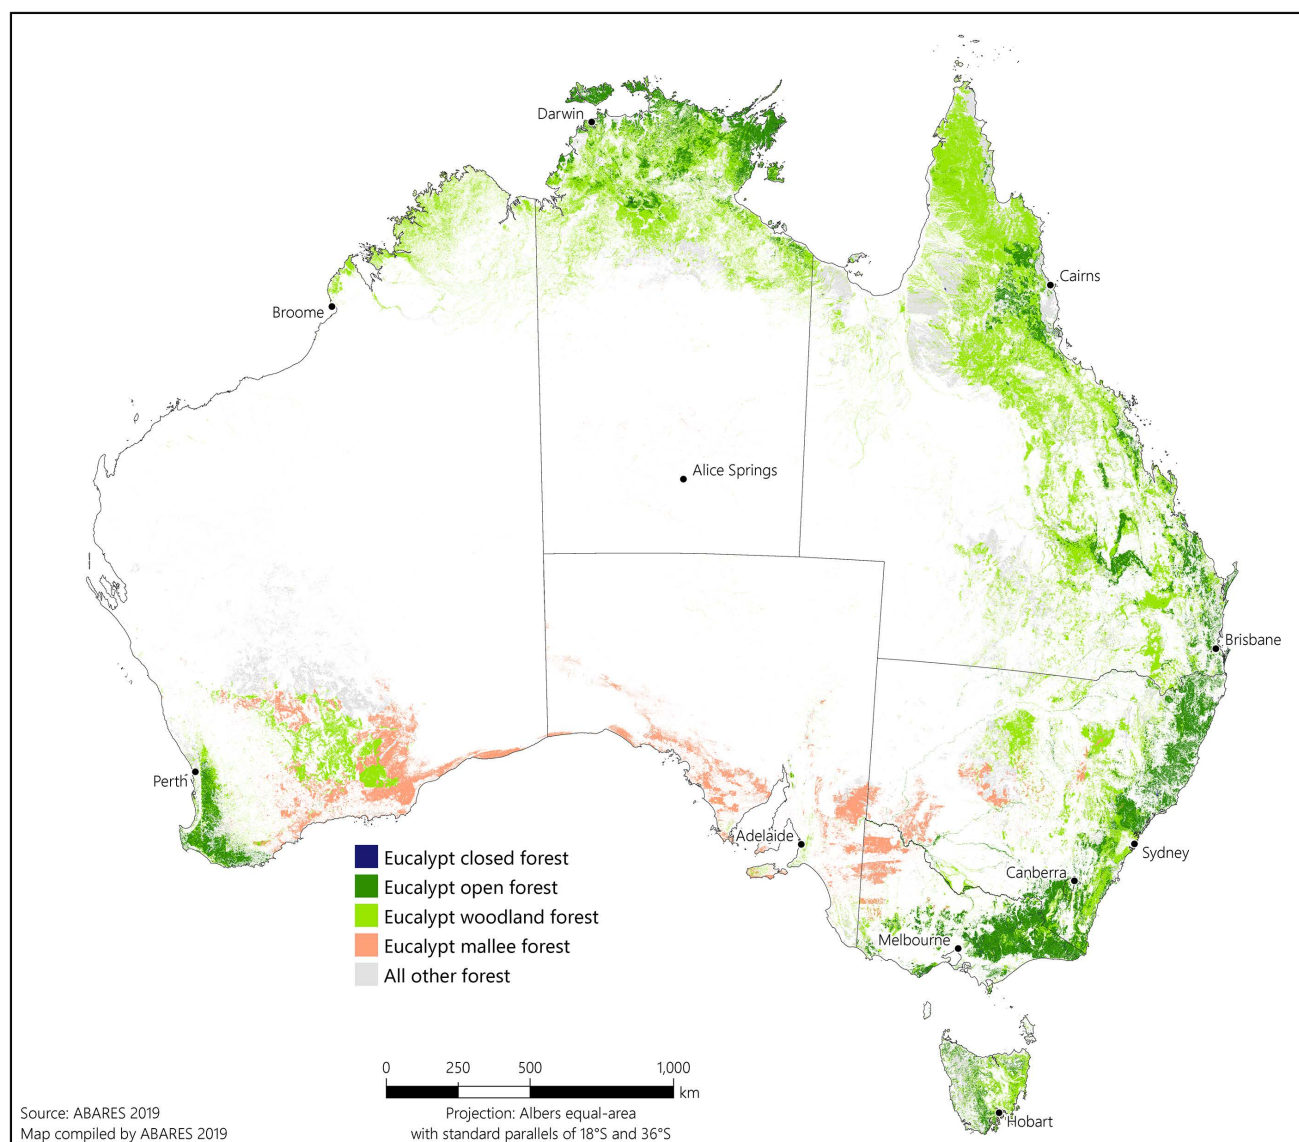 Darwin
Cairns
Broome
Alice Springs
Brisbane
Perth
Adelaide
Sydney
Canberra
Melbourne
Hobart
Eucalypt closed forest
Eucalypt open forest
Eucalypt woodland forest
Eucalypt mallee forest
All other forest
0 250 500 1,000
km
Projection: Albers equal-area
with standard parallels of 18°S and 36°S
Source: ABARES 2019
Map compiled by ABARES 2019